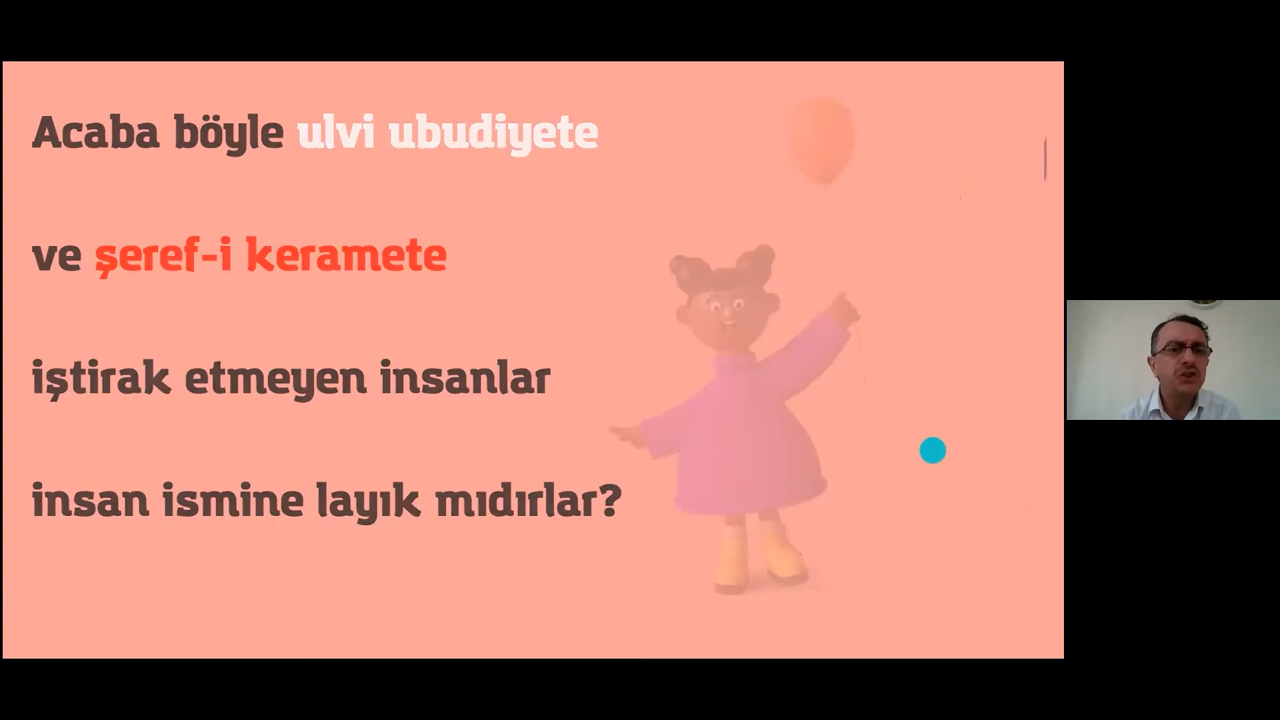 Acaba böyle ulvi ubudiyete
ve şeref-i keramete
iştirak etmeyen insanlar
insan ismine layık mıdırlar?